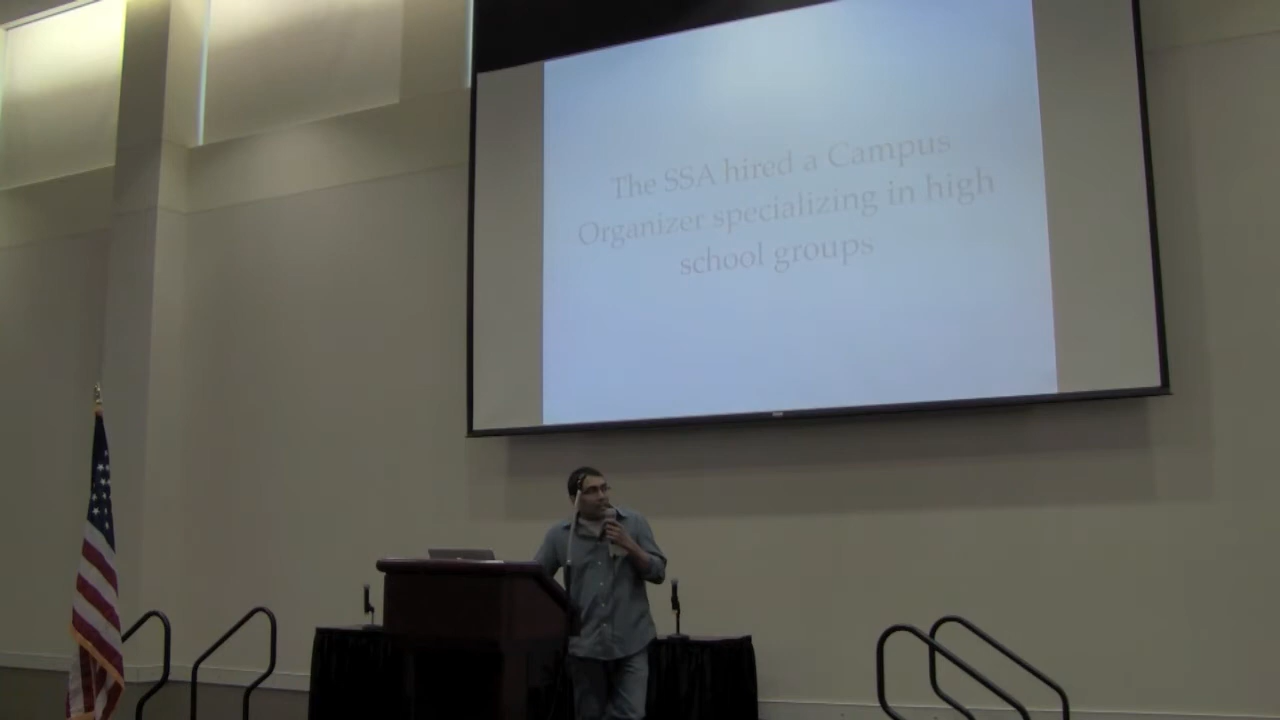 The SSA hired a Campus
Organizer specializing in high
school groups